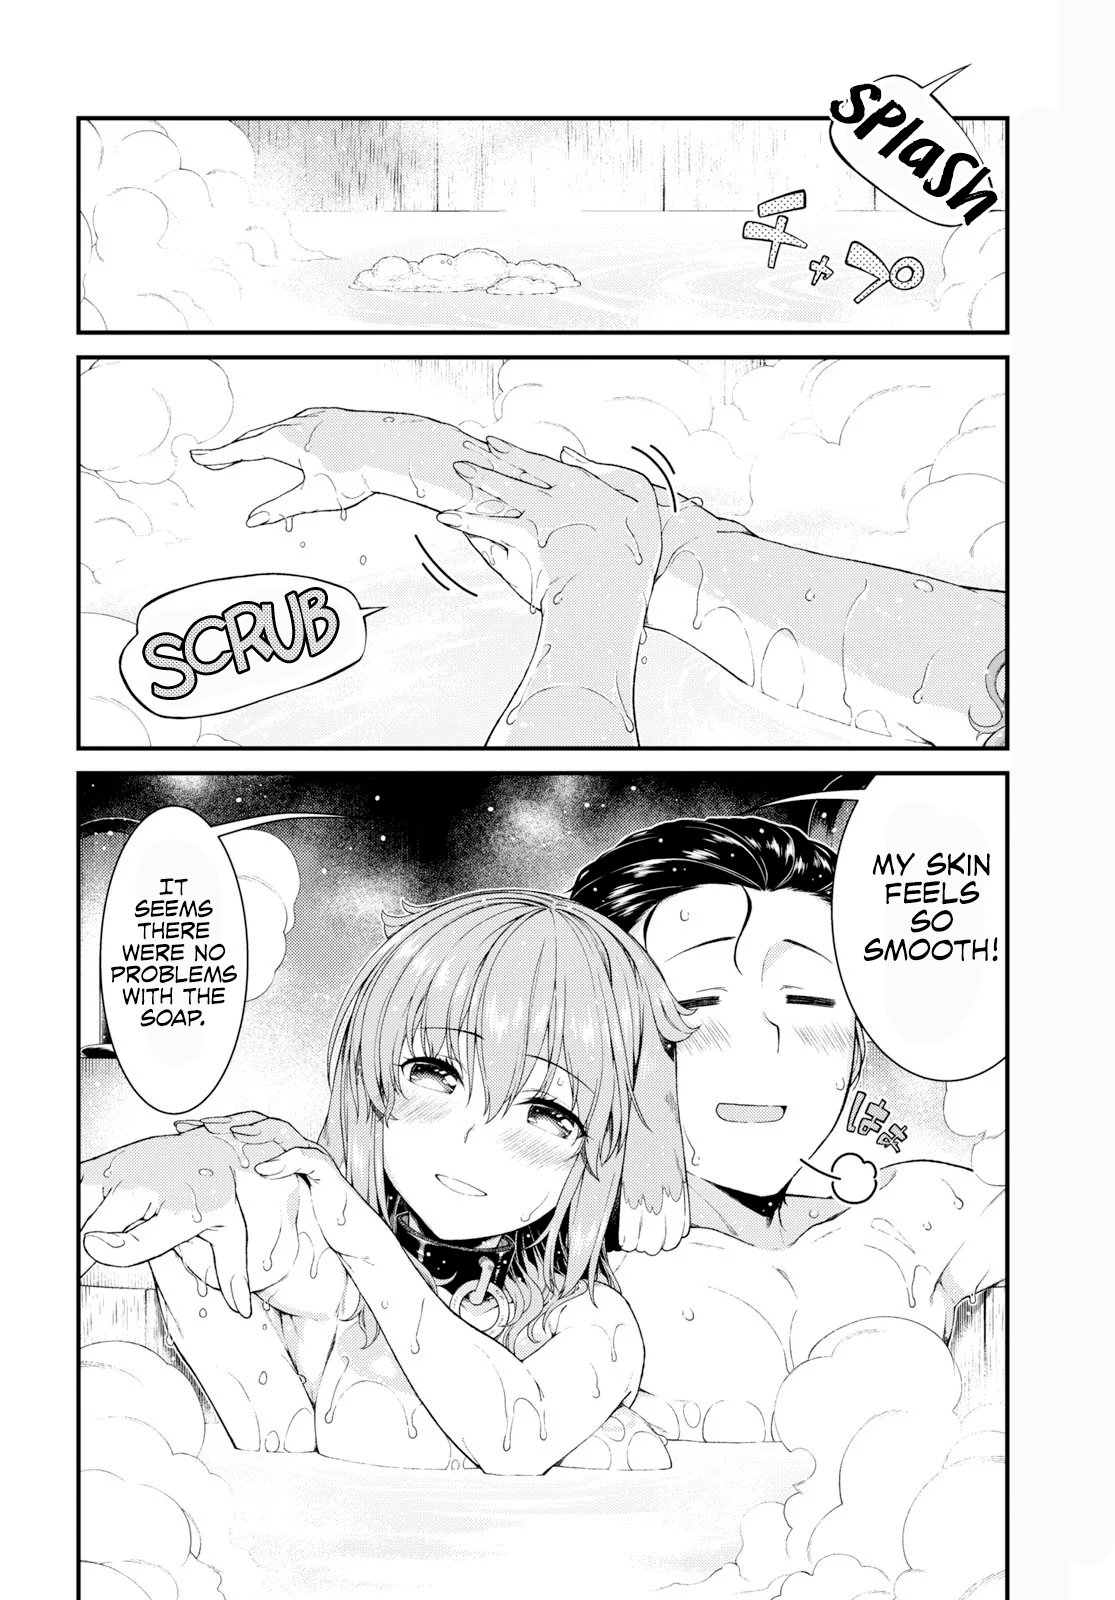 SPLASH
チャプ
SCRUB
MY SKIN
FEELS
SO
SMOOTH!
はぁ
IT
SEEMS
THERE
WERE NO
PROBLEMS
WITH THE
SOAP.